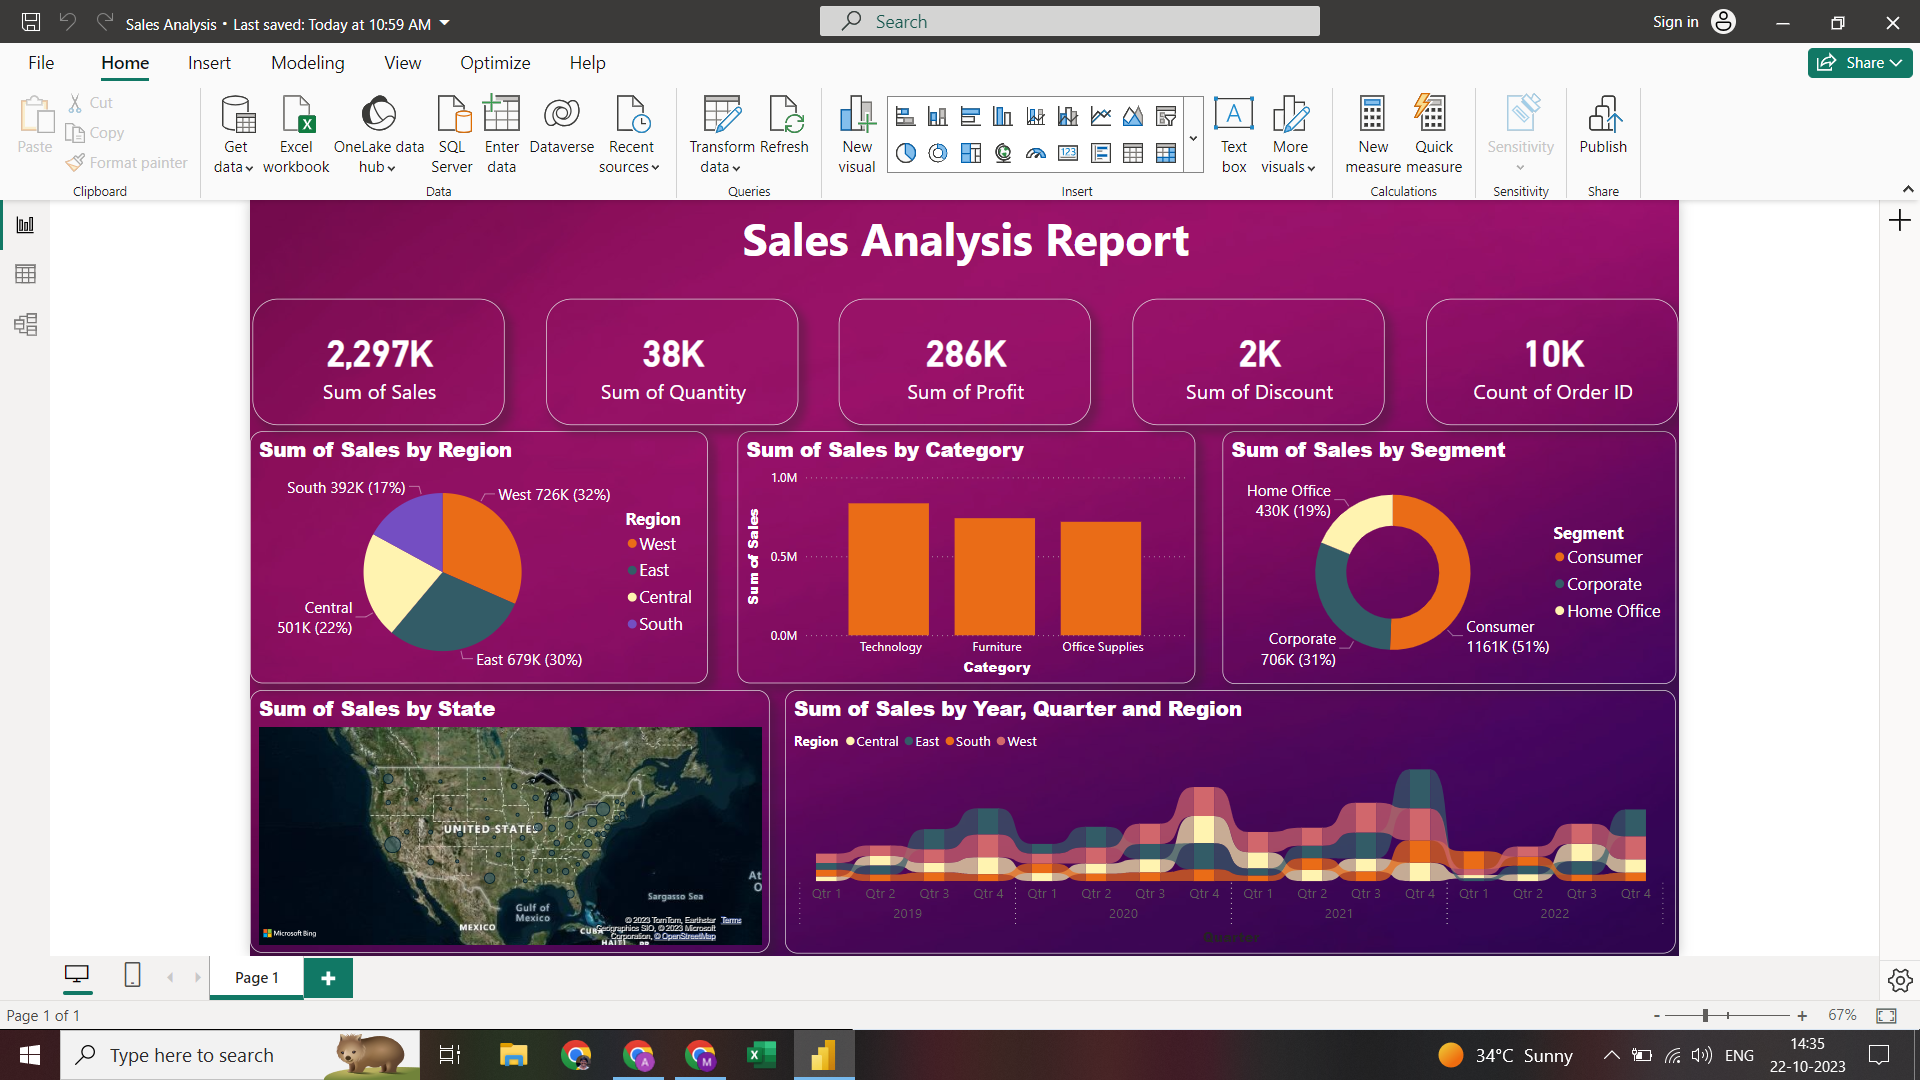 Sales Analysis • Last saved: Today at 10:59 AM
Search
Sign in
File Home Insert Modeling View Optimize Help
Share
Paste
Cut
Copy
Format painter
Clipboard
Get data
Excel workbook
OneLake data hub
SQL Server
Enter data
Dataverse
Recent sources
Data
Transform data
Refresh
Queries
New visual
123
A
Text box
More visuals
Insert
New measure
Quick measure
Calculations
Sensitivity
Sensitivity
Publish
Share
Sales Analysis Report
2,297K
Sum of Sales
38K
Sum of Quantity
286K
Sum of Profit
2K
Sum of Discount
10K
Count of Order ID
Sum of Sales by Region
South 392K (17%)
West 726K (32%)
Central
501K (22%)
East 679K (30%)
Region
West
East
Central
South
Sum of Sales by Category
Sum of Sales
1.0M
0.5M
0.0M
Technology Furniture Office Supplies
Category
Sum of Sales by Segment
Home Office
430K (19%)
Corporate
706K (31%)
Consumer
1161K (51%)
Segment
Consumer
Corporate
Home Office
Sum of Sales by State
UNITED STATES
At
O
Sargasso Sea
Gulf of
Mexico
MEXICO
CUBA
HAITI
PR
Microsoft Bing
© 2023 TomTom, Earthstar Terms
Geographics SIO, © 2023 Microsoft
Corporation, © OpenStreetMap
Sum of Sales by Year, Quarter and Region
Region Central East South West
Qtr 1 Qtr 2 Qtr 3 Qtr 4 Qtr 1 Qtr 2 Qtr 3 Qtr 4 Qtr 1 Qtr 2 Qtr 3 Qtr 4 Qtr 1 Qtr 2 Qtr 3 Qtr 4
2019 2020 2021 2022
Quarter
Page 1
Page 1 of 1
67%
Type here to search
A
M
34°C Sunny
ENG
14:35
22-10-2023